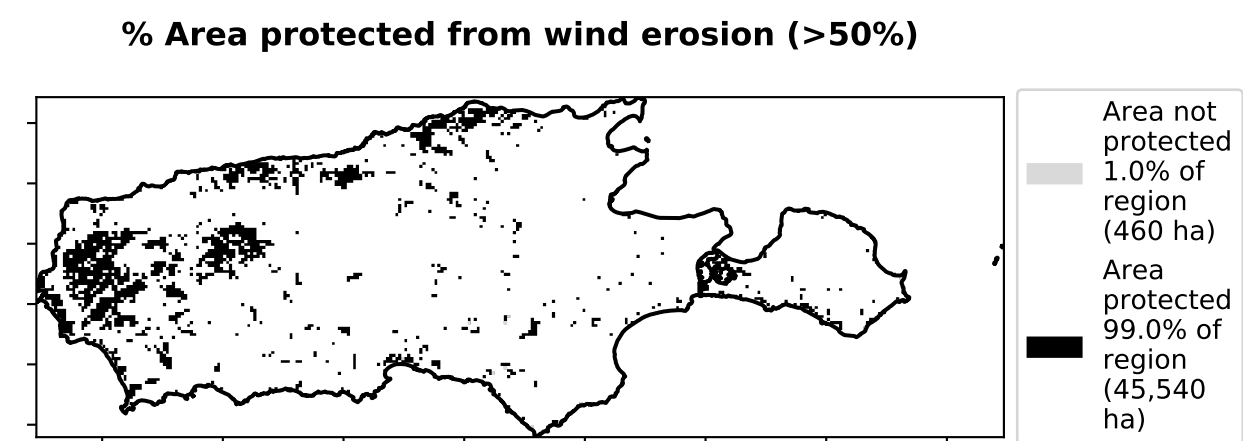 % Area protected from wind erosion (>50%)
Area not
protected
1.0% of
region
(460 ha)
Area
protected
99.0% of
region
(45,540
ha)